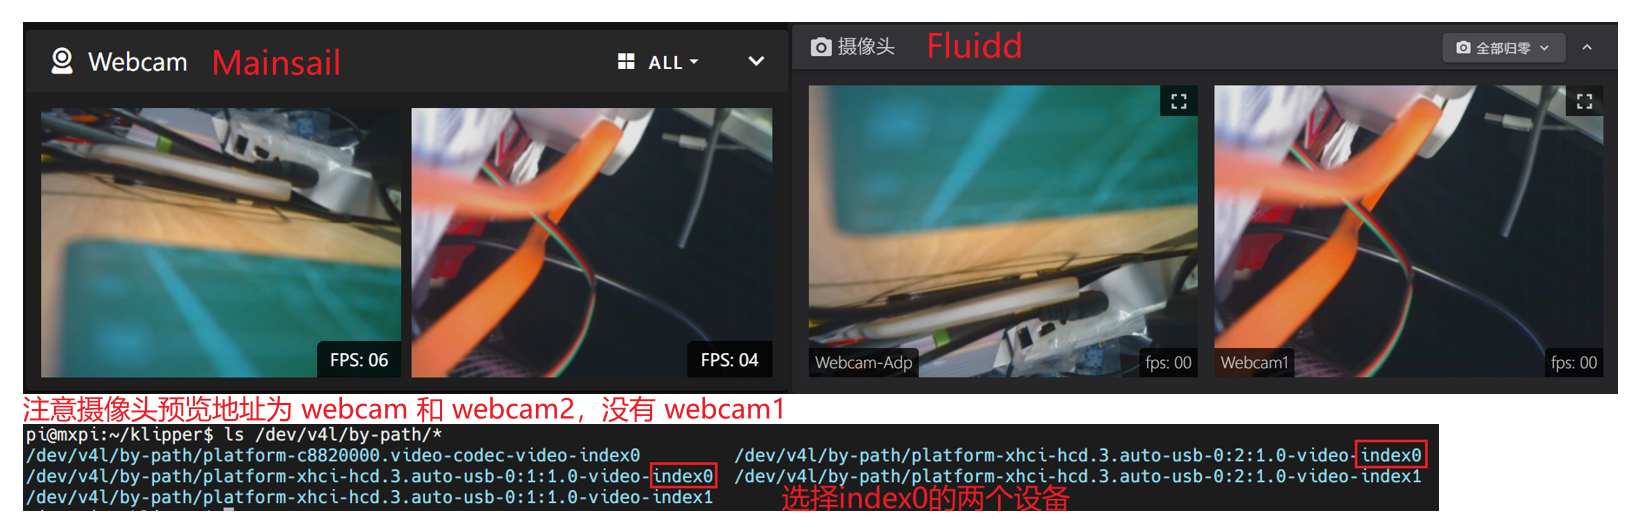 Webcam Mainsail ALL
摄像头 Fluidd 全部归零
FPS: 06
FPS: 04
Webcam-Adp fps: 00
Webcam1 fps: 00
注意摄像头预览地址为 webcam 和 webcam2，没有 webcam1
pi@mxpi:~/klipper$ ls /dev/v4l/by-path/*
/dev/v4l/by-path/platform-c8820000.video-codec-video-index0 /dev/v4l/by-path/platform-xhci-hcd.3.auto-usb-0:2:1.0-video-index0
/dev/v4l/by-path/platform-xhci-hcd.3.auto-usb-0:1:1.0-video-index0 /dev/v4l/by-path/platform-xhci-hcd.3.auto-usb-0:2:1.0-video-index1
/dev/v4l/by-path/platform-xhci-hcd.3.auto-usb-0:1:1.0-video-index1
选择index0的两个设备